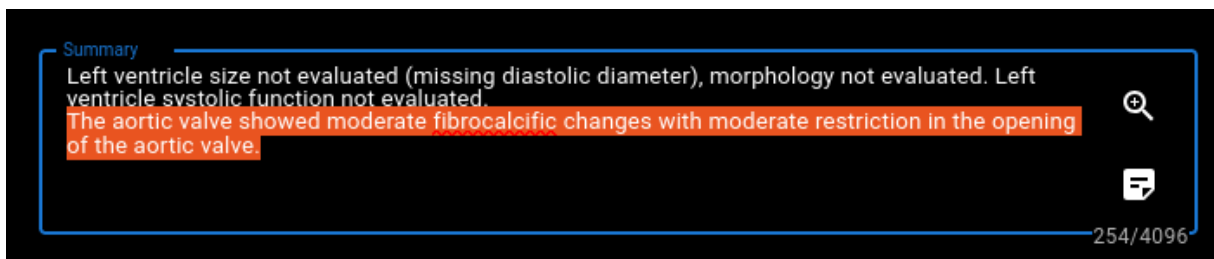 Summary
Left ventricle size not evaluated (missing diastolic diameter), morphology not evaluated. Left
ventricle systolic function not evaluated.
The aortic valve showed moderate fibrocalcific changes with moderate restriction in the opening
of the aortic valve.
254/4096